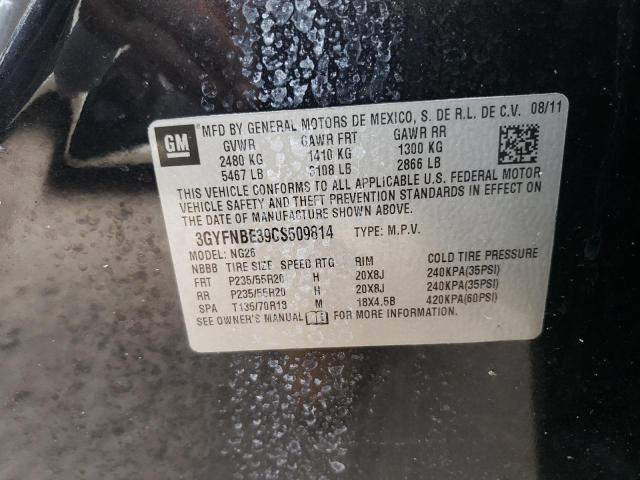 GM
MFD BY GENERAL MOTORS DE MEXICO, S. DE R.L. DE C.V. 08/11
GVWR GAWR FRT GAWR RR
2480 KG 1410 KG 1300 KG
5467 LB 3108 LB 2866 LB
THIS VEHICLE CONFORMS TO ALL APPLICABLE U.S. FEDERAL MOTOR
VEHICLE SAFETY AND THEFT PREVENTION STANDARDS IN EFFECT ON
THE DATE OF MANUFACTURE SHOWN ABOVE.
3GYFNBE39CS509814 TYPE: M.P.V.
MODEL: NG26
NBBB TIRE SIZE SPEED RTG RIM COLD TIRE PRESSURE
FRT P235/55R20 H 20X8J 240KPA(35PSI)
RR P235/55R20 H 20X8J 240KPA(35PSI)
SPA T135/70R18 M 18X4.5B 420KPA(60PSI)
SEE OWNER'S MANUAL FOR MORE INFORMATION.